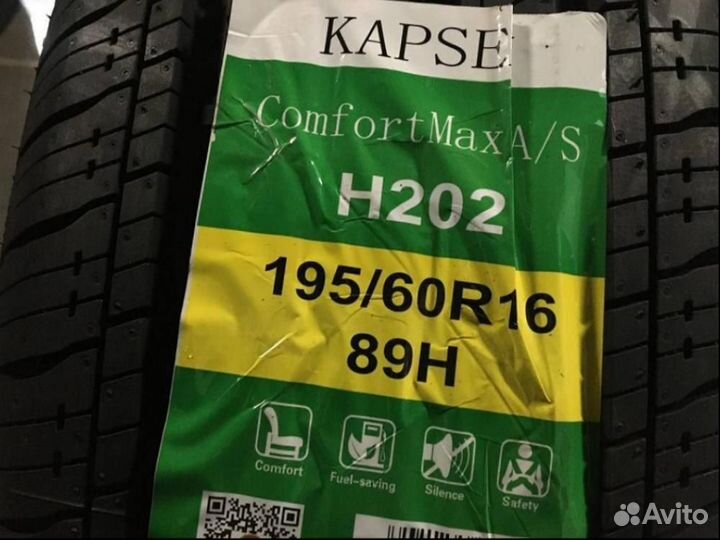 KAPSE
ComfortMax A/S
H202
195/60R16
89H
Comfort
Fuel-saving
Silence
Safety
Avito